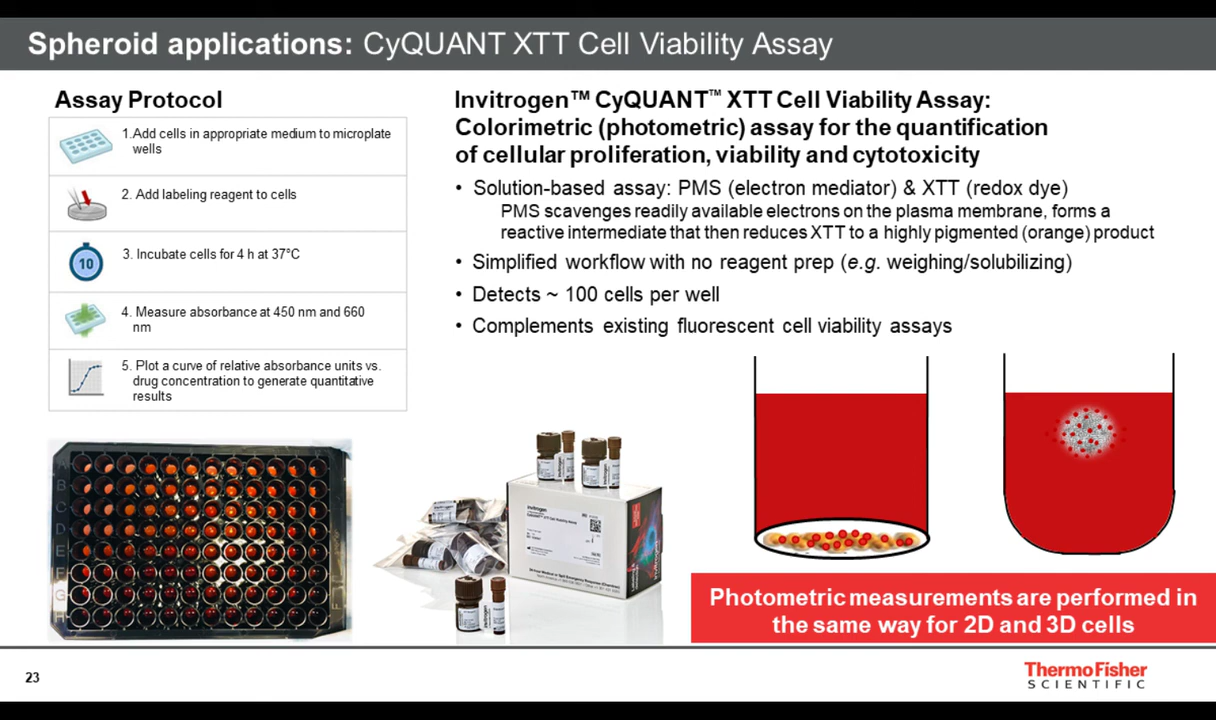 Spheroid applications: CyQUANT XTT Cell Viability Assay
Assay Protocol
1.Add cells in appropriate medium to microplate
wells
2. Add labeling reagent to cells
10
3. Incubate cells for 4 h at 37°C
4. Measure absorbance at 450 nm and 660
nm
5. Plot a curve of relative absorbance units vs.
drug concentration to generate quantitative
results
Invitrogen™ CyQUANT™ XTT Cell Viability Assay:
Colorimetric (photometric) assay for the quantification
of cellular proliferation, viability and cytotoxicity
• Solution-based assay: PMS (electron mediator) & XTT (redox dye)
PMS scavenges readily available electrons on the plasma membrane, forms a
reactive intermediate that then reduces XTT to a highly pigmented (orange) product
• Simplified workflow with no reagent prep (e.g. weighing/solubilizing)
• Detects ~ 100 cells per well
• Complements existing fluorescent cell viability assays
A
B
C
D
E
F
G
H
invitrogen
Photometric measurements are performed in
the same way for 2D and 3D cells
23
ThermoFisher
SCIENTIFIC